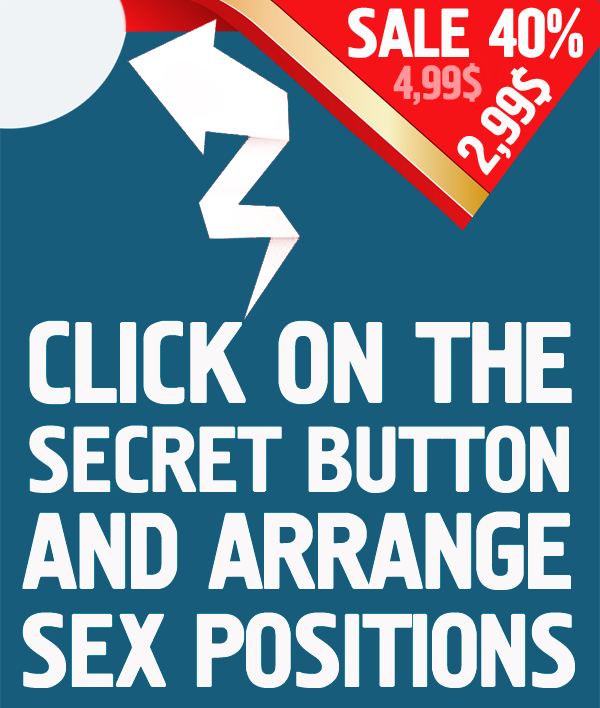 SALE 40%
4,99$
2,99$
CLICK ON THE
SECRET BUTTON
AND ARRANGE
SEX POSITIONS